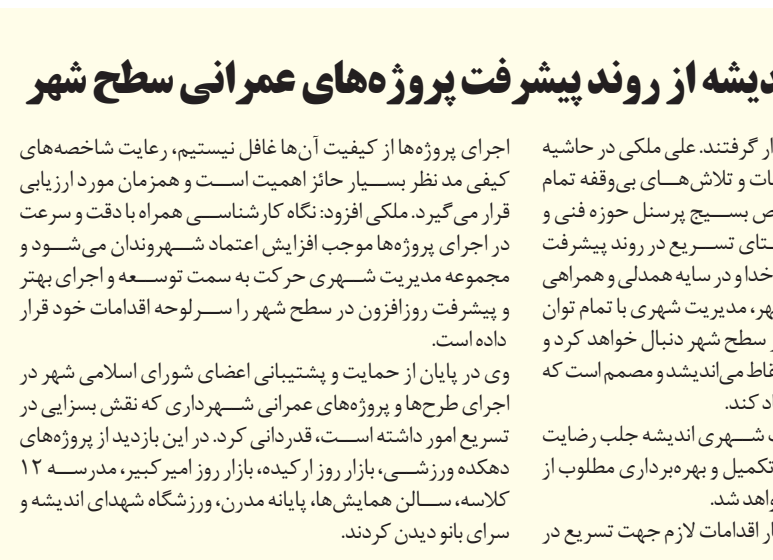 از روند پیشرفت پروژه‌های عمرانی سطح شهر
گرفتند. علی ملکی در حاشیه
و تلاش‌های بی‌وقفه تمام
بسیج پرسنل حوزه فنی و
تسریع در روند پیشرفت
خدا و در سایه همدلی و همراهی
مدیریت شهری با تمام توان
سطح شهر دنبال خواهد کرد و
می‌اندیشد و مصمم است که
کند.
شهری اندیشه جلب رضایت
تکمیل و بهره‌برداری مطلوب از
شد.
اقدامات لازم جهت تسریع در
اجرای پروژه‌ها از کیفیت آن‌ها غافل نیستیم، رعایت شاخصه‌های
کیفی مد نظر بسیار حائز اهمیت است و همزمان مورد ارزیابی
قرار می‌گیرد. ملکی افزود: نگاه کارشناسی همراه با دقت و سرعت
در اجرای پروژه‌ها موجب افزایش اعتماد شهروندان می‌شود و
مجموعه مدیریت شهری حرکت به سمت توسعه و اجرای بهتر
و پیشرفت روزافزون در سطح شهر را سرلوحه اقدامات خود قرار
داده است.
وی در پایان از حمایت و پشتیبانی اعضای شورای اسلامی شهر در
اجرای طرح‌ها و پروژه‌های عمرانی شهرداری که نقش بسزایی در
تسریع امور داشته است، قدردانی کرد. در این بازدید از پروژه‌های
دهکده ورزشی، بازار روز ارکیده، بازار روز امیرکبیر، مدرسه ۱۲
کلاسه، سالن همایش‌ها، پایانه مدرن، ورزشگاه شهدای اندیشه و
سرای بانو دیدن کردند.